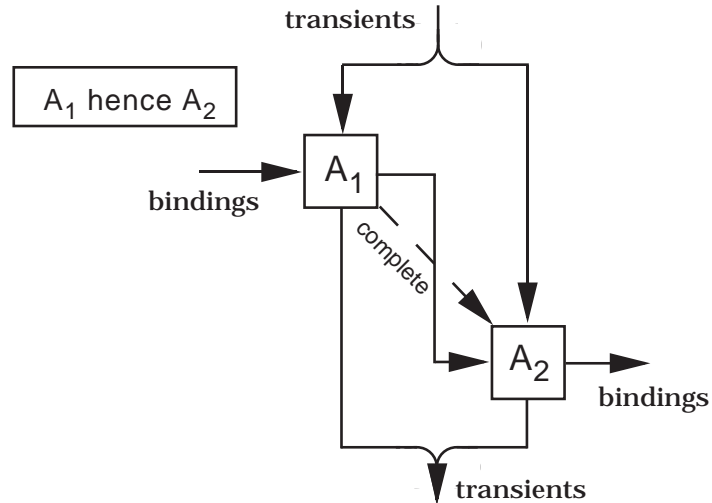 transients
A₁ hence A₂
A₁
bindings
complete
A₂
bindings
transients